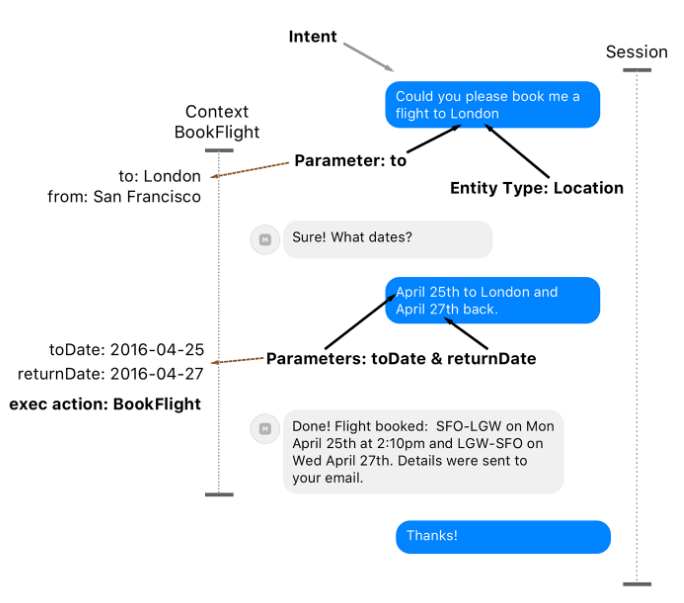 Intent
Session
Could you please book me a
flight to London
Context
BookFlight
Parameter: to
to: London
from: San Francisco
Entity Type: Location
Sure! What dates?
April 25th to London and
April 27th back.
toDate: 2016-04-25
returnDate: 2016-04-27
Parameters: toDate & returnDate
exec action: BookFlight
Done! Flight booked:  SFO-LGW on Mon
April 25th at 2:10pm and LGW-SFO on
Wed April 27th. Details were sent to
your email.
Thanks!